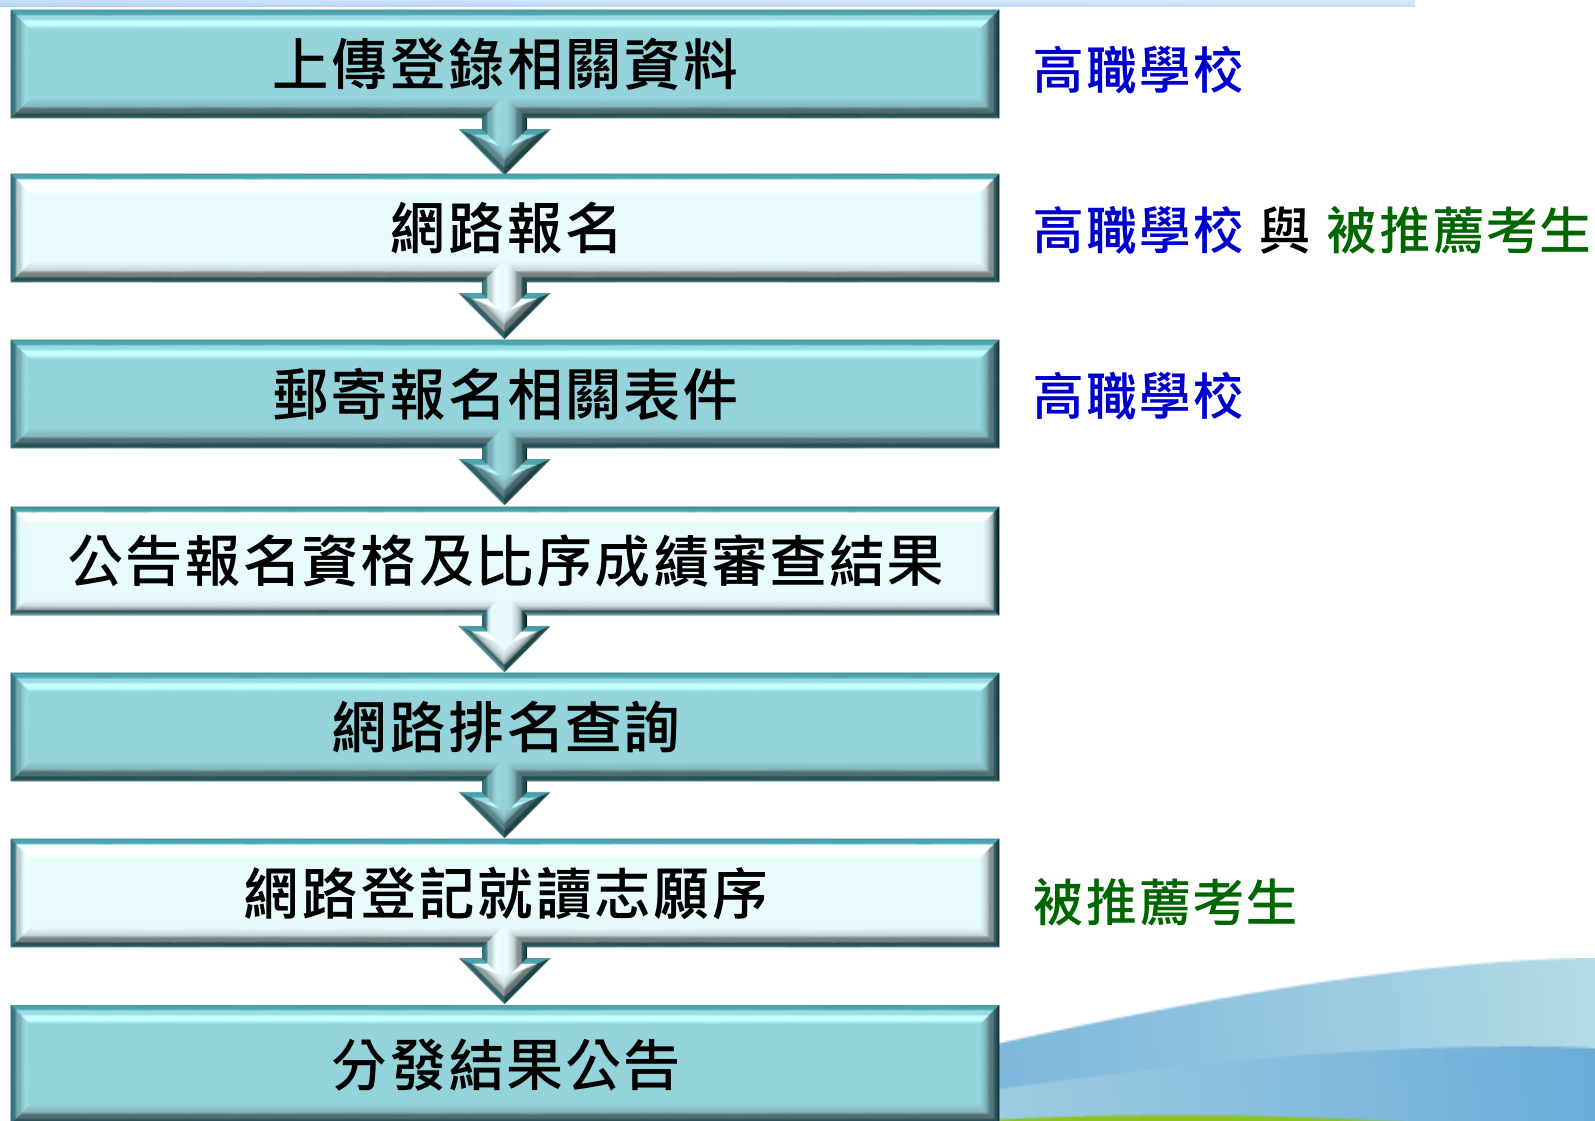 上傳登錄相關資料 高職學校
網路報名 高職學校 與 被推薦考生
郵寄報名相關表件 高職學校
公告報名資格及比序成績審查結果
網路排名查詢
網路登記就讀志願序 被推薦考生
分發結果公告